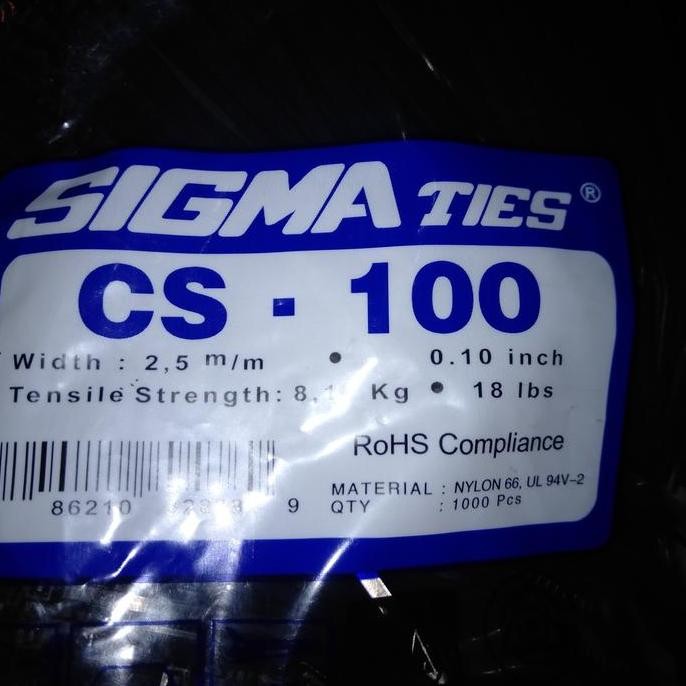 SIGMA TIES®
CS - 100
Width : 2,5 m/m • 0.10 inch
Tensile Strength: Kg • 18 lbs
RoHS Compliance
MATERIAL : NYLON 66, UL 94V-2
86210 9
QTY : 1000 Pcs